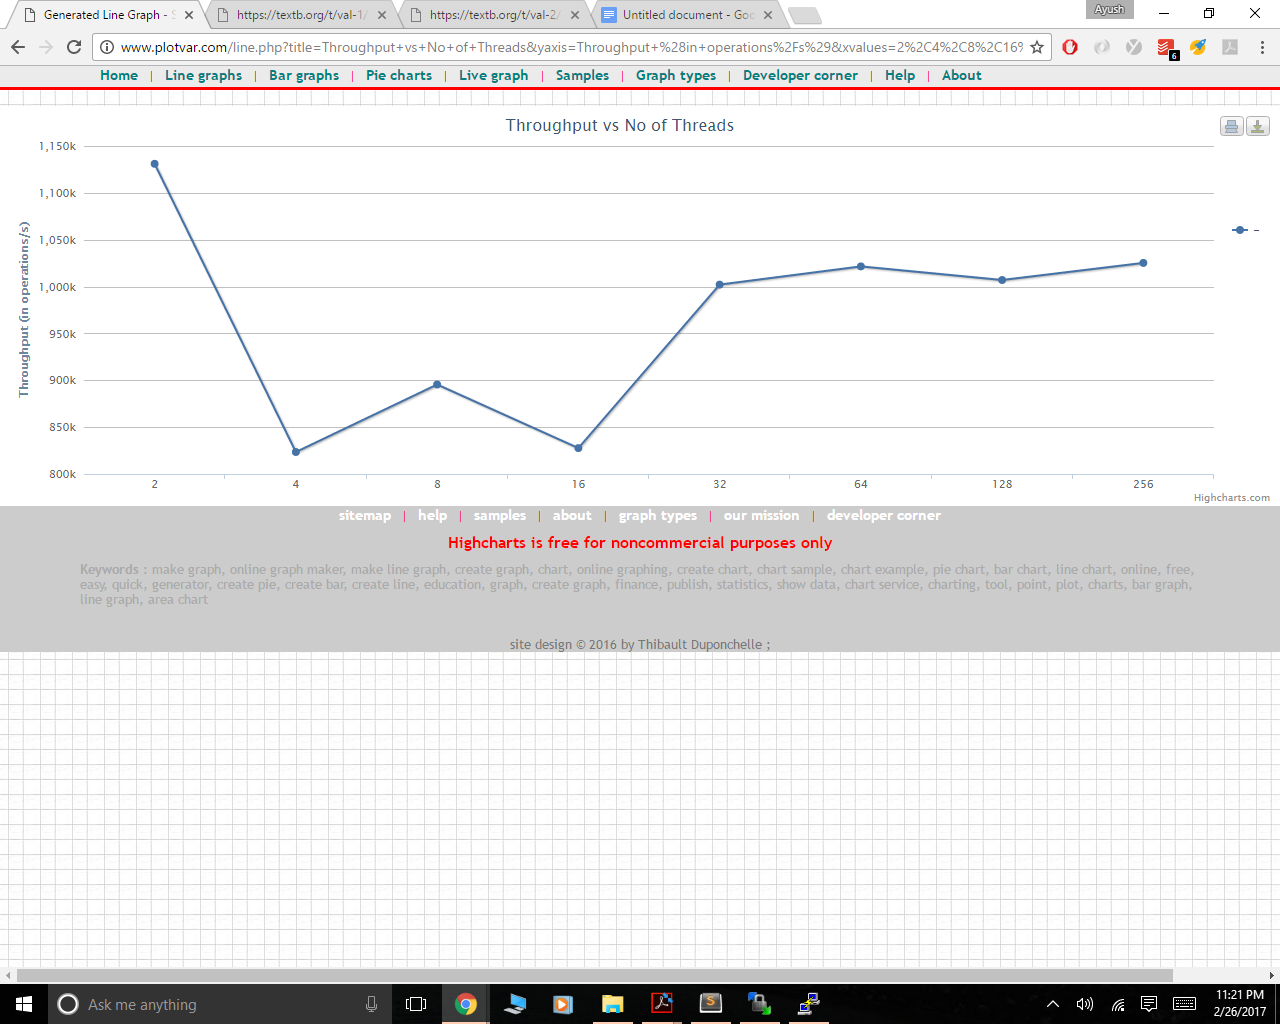 Generated Line Graph - S
https://textb.org/t/val-1/
https://textb.org/t/val-2/
Untitled document - Goo
Ayush
www.plotvar.com/line.php?title=Throughput+vs+No+of+Threads&yaxis=Throughput+%28in+operations%2Fs%29&xvalues=2%2C4%2C8%2C16%
6
Home | Line graphs | Bar graphs | Pie charts | Live graph | Samples | Graph types | Developer corner | Help | About
Throughput vs No of Threads
Throughput (in operations/s)
1,150k
1,100k
1,050k
1,000k
950k
900k
850k
800k
2 4 8 16 32 64 128 256
–
Highcharts.com
sitemap | help | samples | about | graph types | our mission | developer corner
Highcharts is free for noncommercial purposes only
Keywords : make graph, online graph maker, make line graph, create graph, chart, online graphing, create chart, chart sample, chart example, pie chart, bar chart, line chart, online, free,
easy, quick, generator, create pie, create bar, create line, education, graph, create graph, finance, publish, statistics, show data, chart service, charting, tool, point, plot, charts, bar graph,
line graph, area chart
site design © 2016 by Thibault Duponchelle ;
Ask me anything
11:21 PM
2/26/2017